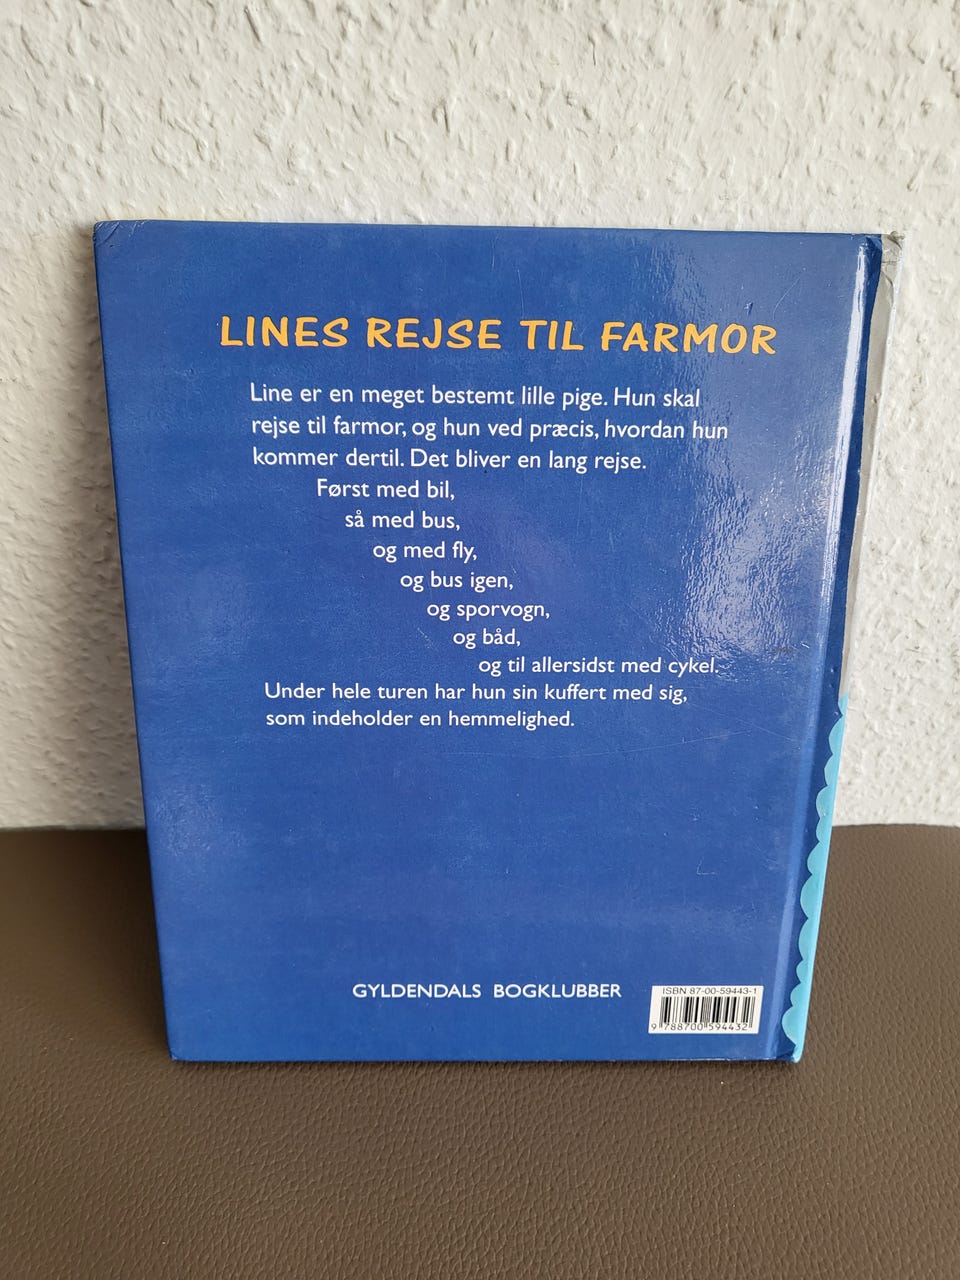 LINES REJSE TIL FARMOR
Line er en meget bestemt lille pige. Hun skal
rejse til farmor, og hun ved præcis, hvordan hun
kommer dertil. Det bliver en lang rejse.
Først med bil,
så med bus,
og med fly,
og bus igen,
og sporvogn,
og båd,
og til allersidst med cykel.
Under hele turen har hun sin kuffert med sig,
som indeholder en hemmelighed.
GYLDENDALS BOGKLUBBER
ISBN 87-00-59443-1
9 788700 594432